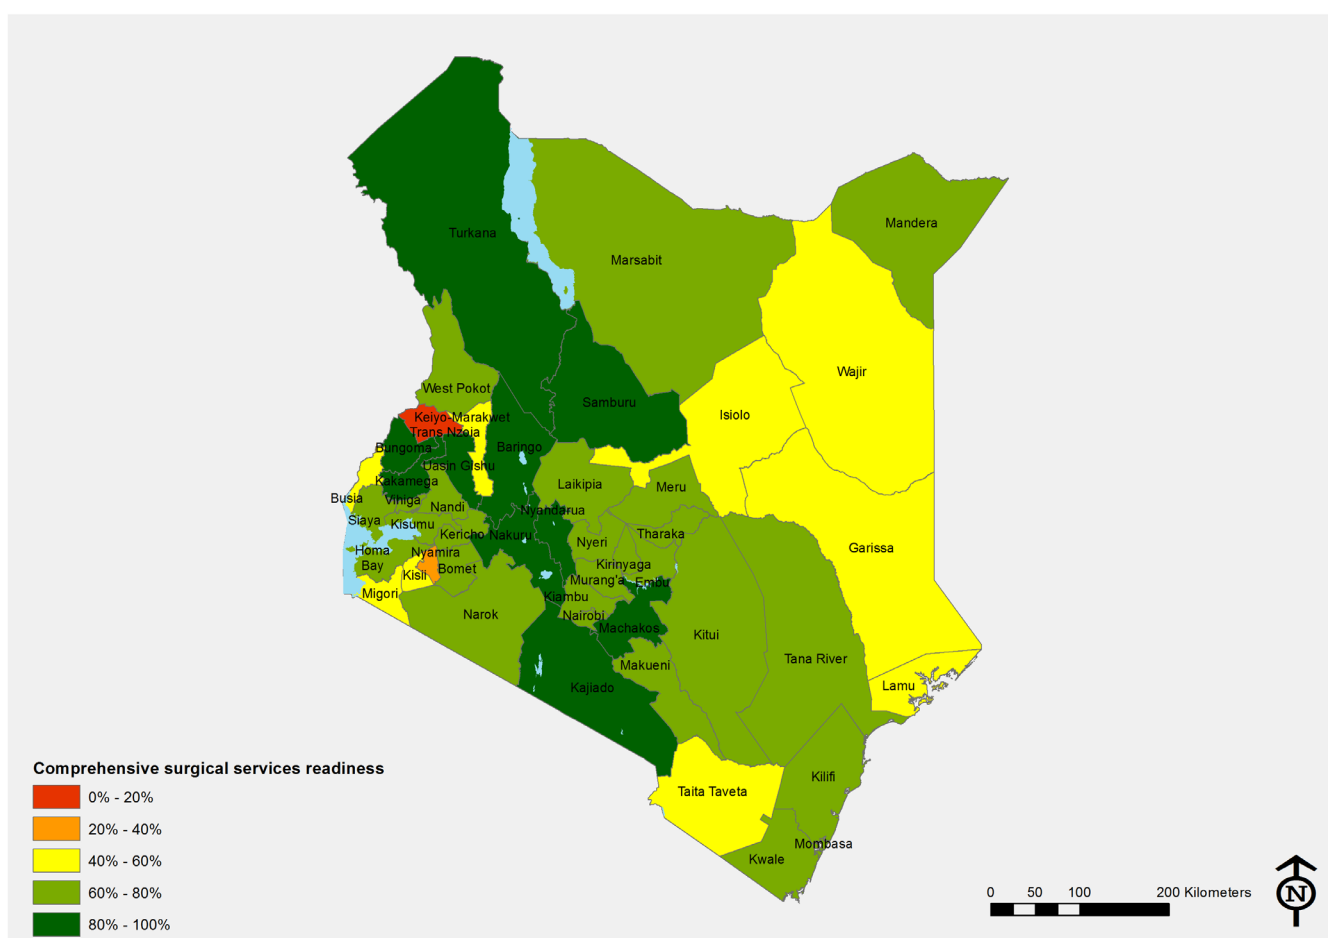 Turkana
Mandera
Marsabit
Wajir
West Pokot
Samburu
Isiolo
Keiyo-Marakwet
Trans Nzoia
Bungoma
Baringo
Uasin Gishu
Kakamega
Laikipia
Meru
Busia
Vihiga
Nandi
Nyandarua
Siaya
Kisumu
Kericho
Nakuru
Tharaka
Nyeri
Garissa
Homa
Bay
Nyamira
Kirinyaga
Kisii
Bomet
Murang'a
Embu
Migori
Kiambu
Narok
Nairobi
Machakos
Kitui
Makueni
Tana River
Kajiado
Lamu
Taita Taveta
Kilifi
Mombasa
Kwale
Comprehensive surgical services readiness
0% - 20%
20% - 40%
40% - 60%
60% - 80%
80% - 100%
0 50 100 200 Kilometers
N